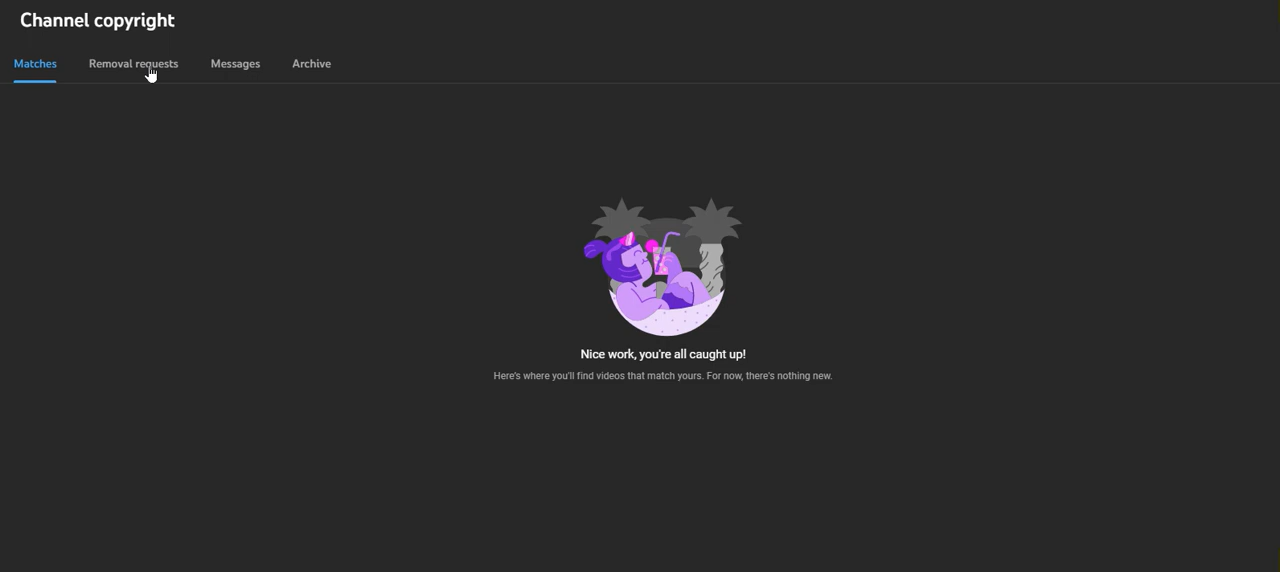 Channel copyright
Matches Removal requests Messages Archive
Nice work, you're all caught up!
Here's where you'll find videos that match yours. For now, there's nothing new.